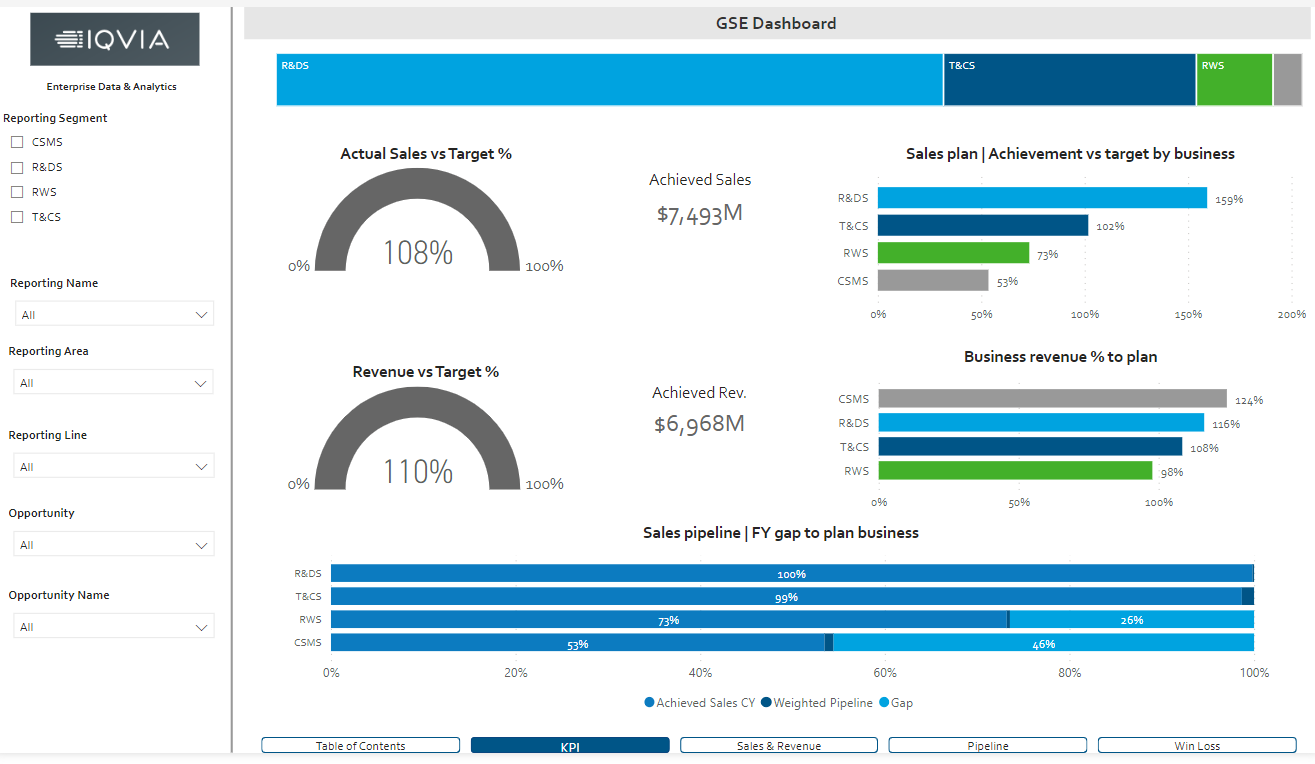 GSE Dashboard
IQVIA
Enterprise Data & Analytics
Reporting Segment
CSMS
R&DS
RWS
T&CS
Reporting Name
All
Reporting Area
All
Reporting Line
All
Opportunity
All
Opportunity Name
All
R&DS
T&CS
RWS
Actual Sales vs Target %
108%
0%
100%
Achieved Sales
$7,493M
Sales plan | Achievement vs target by business
R&DS
159%
T&CS
102%
RWS
73%
CSMS
53%
0%
50%
100%
150%
200%
Revenue vs Target %
110%
0%
100%
Achieved Rev.
$6,968M
Business revenue % to plan
CSMS
124%
R&DS
116%
T&CS
108%
RWS
98%
0%
50%
100%
Sales pipeline | FY gap to plan business
R&DS
100%
T&CS
99%
RWS
73%
26%
CSMS
53%
46%
0%
20%
40%
60%
80%
100%
Achieved Sales CY
Weighted Pipeline
Gap
Table of Contents
KPI
Sales & Revenue
Pipeline
Win Loss